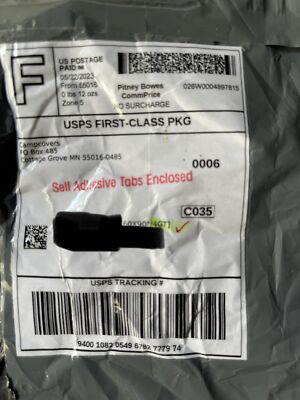 F
US POSTAGE
PAID
05/22/2023
From 55016
0 lbs 12 ozs
Zone 5
Pitney Bowes
CommPrice
NO SURCHARGE
026W0004897815
USPS FIRST-CLASS PKG
Campcovers
PO Box 485
Cottage Grove MN 55016-0485
0006
Self Adhesive Tabs Enclosed
C035
USPS TRACKING #
9400 1082 0549 6782 7779 74